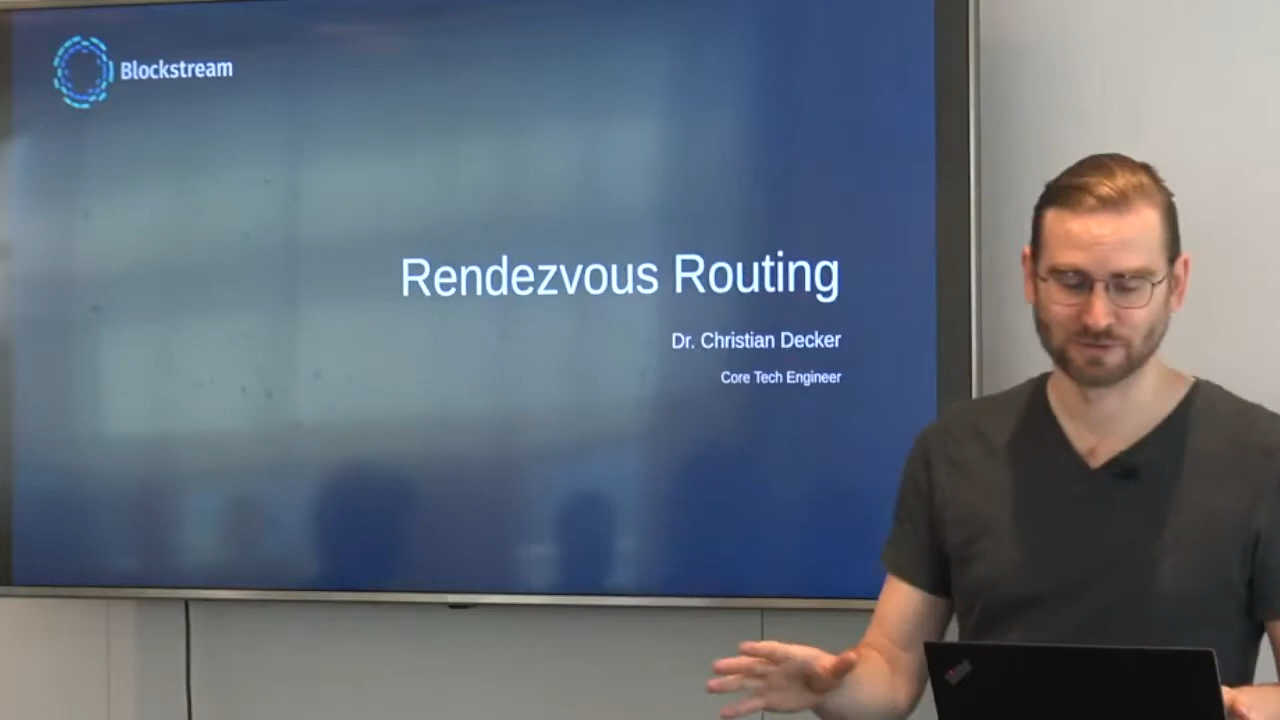 Blockstream
Rendezvous Routing
Dr. Christian Decker
Core Tech Engineer